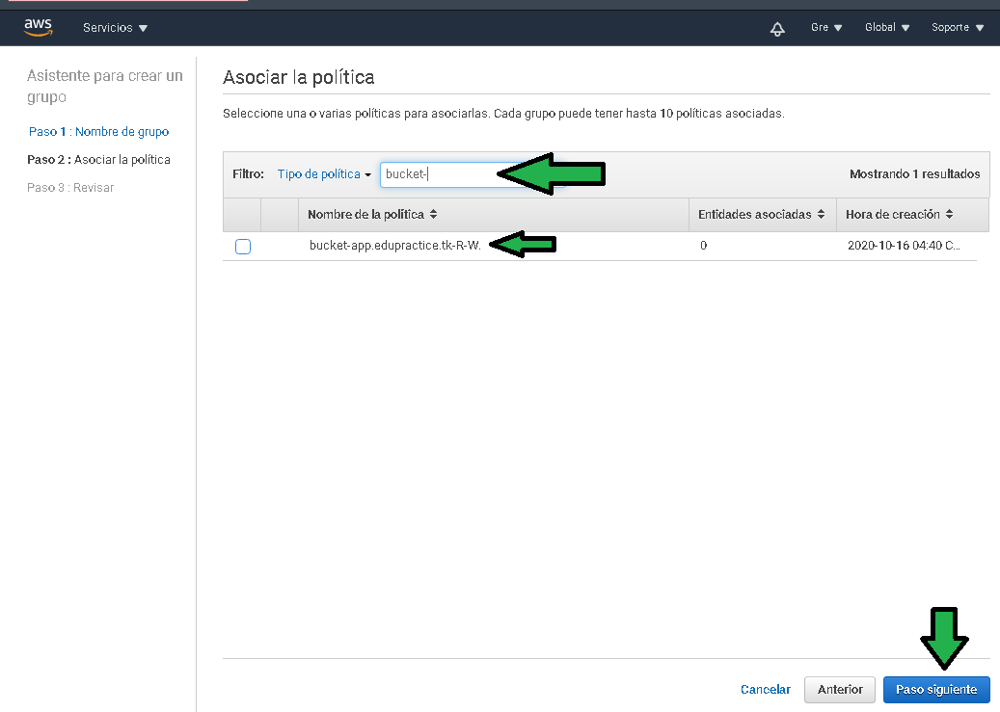 aws
Servicios
Gre
Global
Soporte
Asistente para crear un
grupo
Paso 1 : Nombre de grupo
Paso 2 : Asociar la política
Paso 3 : Revisar
Asociar la política
Seleccione una o varias políticas para asociarlas. Cada grupo puede tener hasta 10 políticas asociadas.
Filtro:
Tipo de política
bucket-
Mostrando 1 resultados
Nombre de la política
Entidades asociadas
Hora de creación
bucket-app.edupractice.tk-R-W.
0
2020-10-16 04:40 C...
Cancelar
Anterior
Paso siguiente